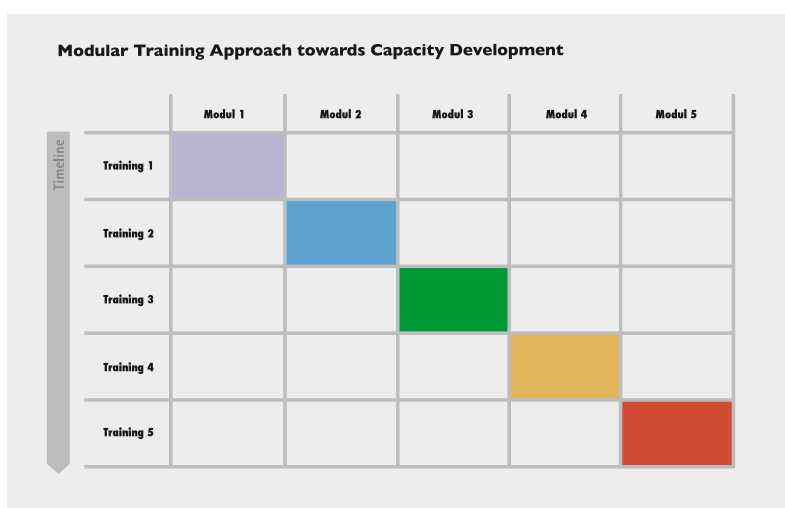 Modular Training Approach towards Capacity Development
Modul 1 Modul 2 Modul 3 Modul 4 Modul 5
Timeline
Training 1
Training 2
Training 3
Training 4
Training 5